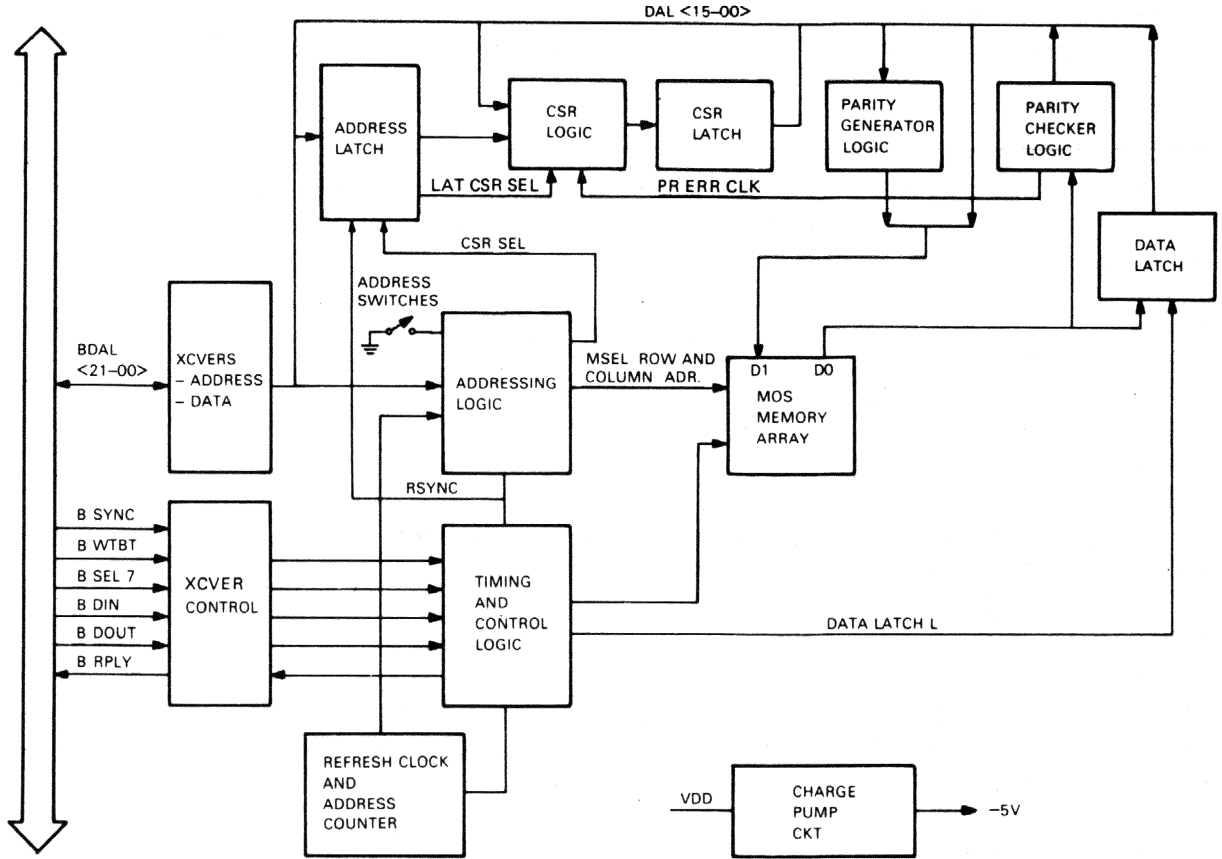 DAL <15-00>
ADDRESS
LATCH
CSR
LOGIC
CSR
LATCH
PARITY
GENERATOR
LOGIC
PARITY
CHECKER
LOGIC
LAT CSR SEL
PR ERR CLK
CSR SEL
DATA
LATCH
ADDRESS
SWITCHES
BDAL
<21-00>
XCVERS
- ADDRESS
- DATA
ADDRESSING
LOGIC
MSEL ROW AND
COLUMN ADR.
D1 D0
MOS
MEMORY
ARRAY
RSYNC
B SYNC
B WTBT
B SEL 7
B DIN
B DOUT
B RPLY
XCVER
CONTROL
TIMING
AND
CONTROL
LOGIC
DATA LATCH L
REFRESH CLOCK
AND
ADDRESS
COUNTER
VDD
CHARGE
PUMP
CKT
-5V